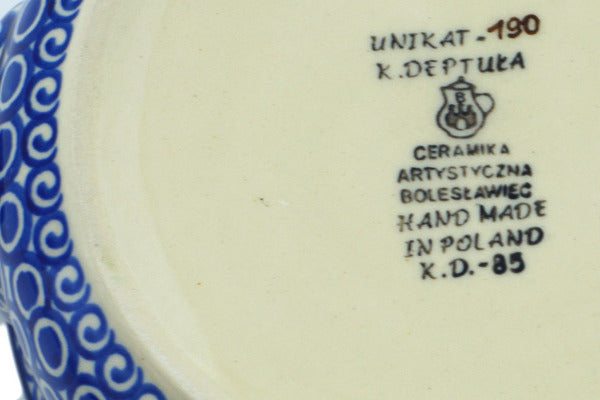 UNIKAT-190
K.DEPTUŁA
B
CERAMIKA
ARTYSTYCZNA
BOLESŁAWIEC
HAND MADE
IN POLAND
K.D.-85